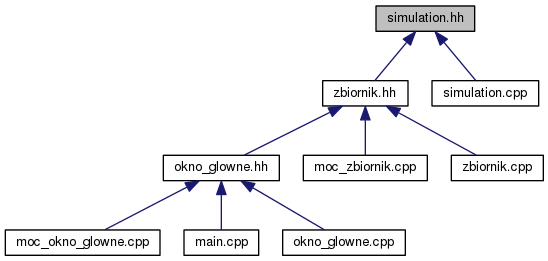 simulation.hh
zbiornik.hh
simulation.cpp
okno_glowne.hh
moc_zbiornik.cpp
zbiornik.cpp
moc_okno_glowne.cpp
main.cpp
okno_glowne.cpp